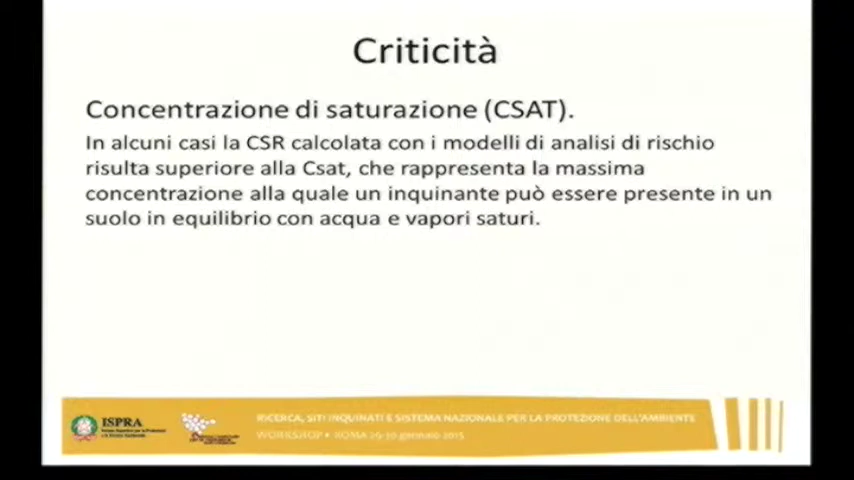 Criticità
Concentrazione di saturazione (CSAT).
In alcuni casi la CSR calcolata con i modelli di analisi di rischio
risulta superiore alla Csat, che rappresenta la massima
concentrazione alla quale un inquinante può essere presente in un
suolo in equilibrio con acqua e vapori saturi.
ISPRA
RICERCA, SITI INQUINATI E SISTEMA NAZIONALE PER LA PROTEZIONE DELL'AMBIENTE
WORKSHOP • ROMA gennaio 2015